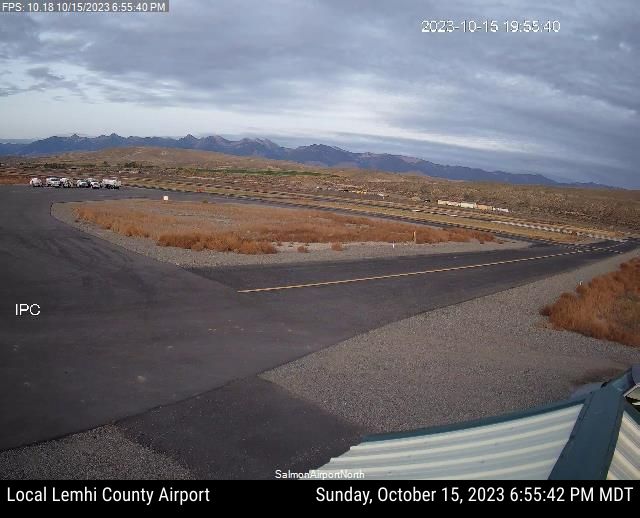 FPS: 10.18 10/15/2023 6:55:40 PM
2023-10-15 19:55:40
IPC
SalmonAirportNorth
Local Lemhi County Airport
Sunday, October 15, 2023 6:55:42 PM MDT